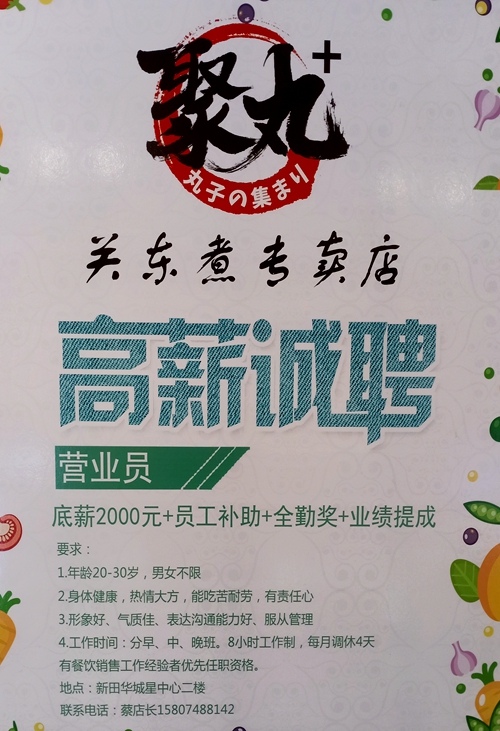 聚丸+
丸子の集まり
关东煮专卖店
高薪诚聘
营业员
底薪2000元+员工补助+全勤奖+业绩提成
要求：
1.年龄20-30岁，男女不限
2.身体健康，热情大方，能吃苦耐劳，有责任心
3.形象好、气质佳、表达沟通能力好、服从管理
4.工作时间：分早、中、晚班。8小时工作制，每月调休4天
有餐饮销售工作经验者优先任职资格。
地点：新田华城星中心二楼
联系电话：蔡店长15807488142